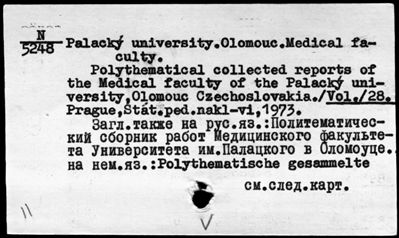 N
5248
Palacký university.Olomouc.Medical fa-
culty.
Polythematical collected reports of
the Medical faculty of the Palacký uni-
versity,Olomouc Czechoslovakia./Vol./28.
Prague,Stát.ped.nakl-vi,1973.
Загл.также на рус.яз.:Политематичес-
кий сборник работ Медицинского факульте-
та Университета им.Палацкого в Оломоуце.
на нем.яз.:Polythematische gesammelte
см.след.карт.
11
V